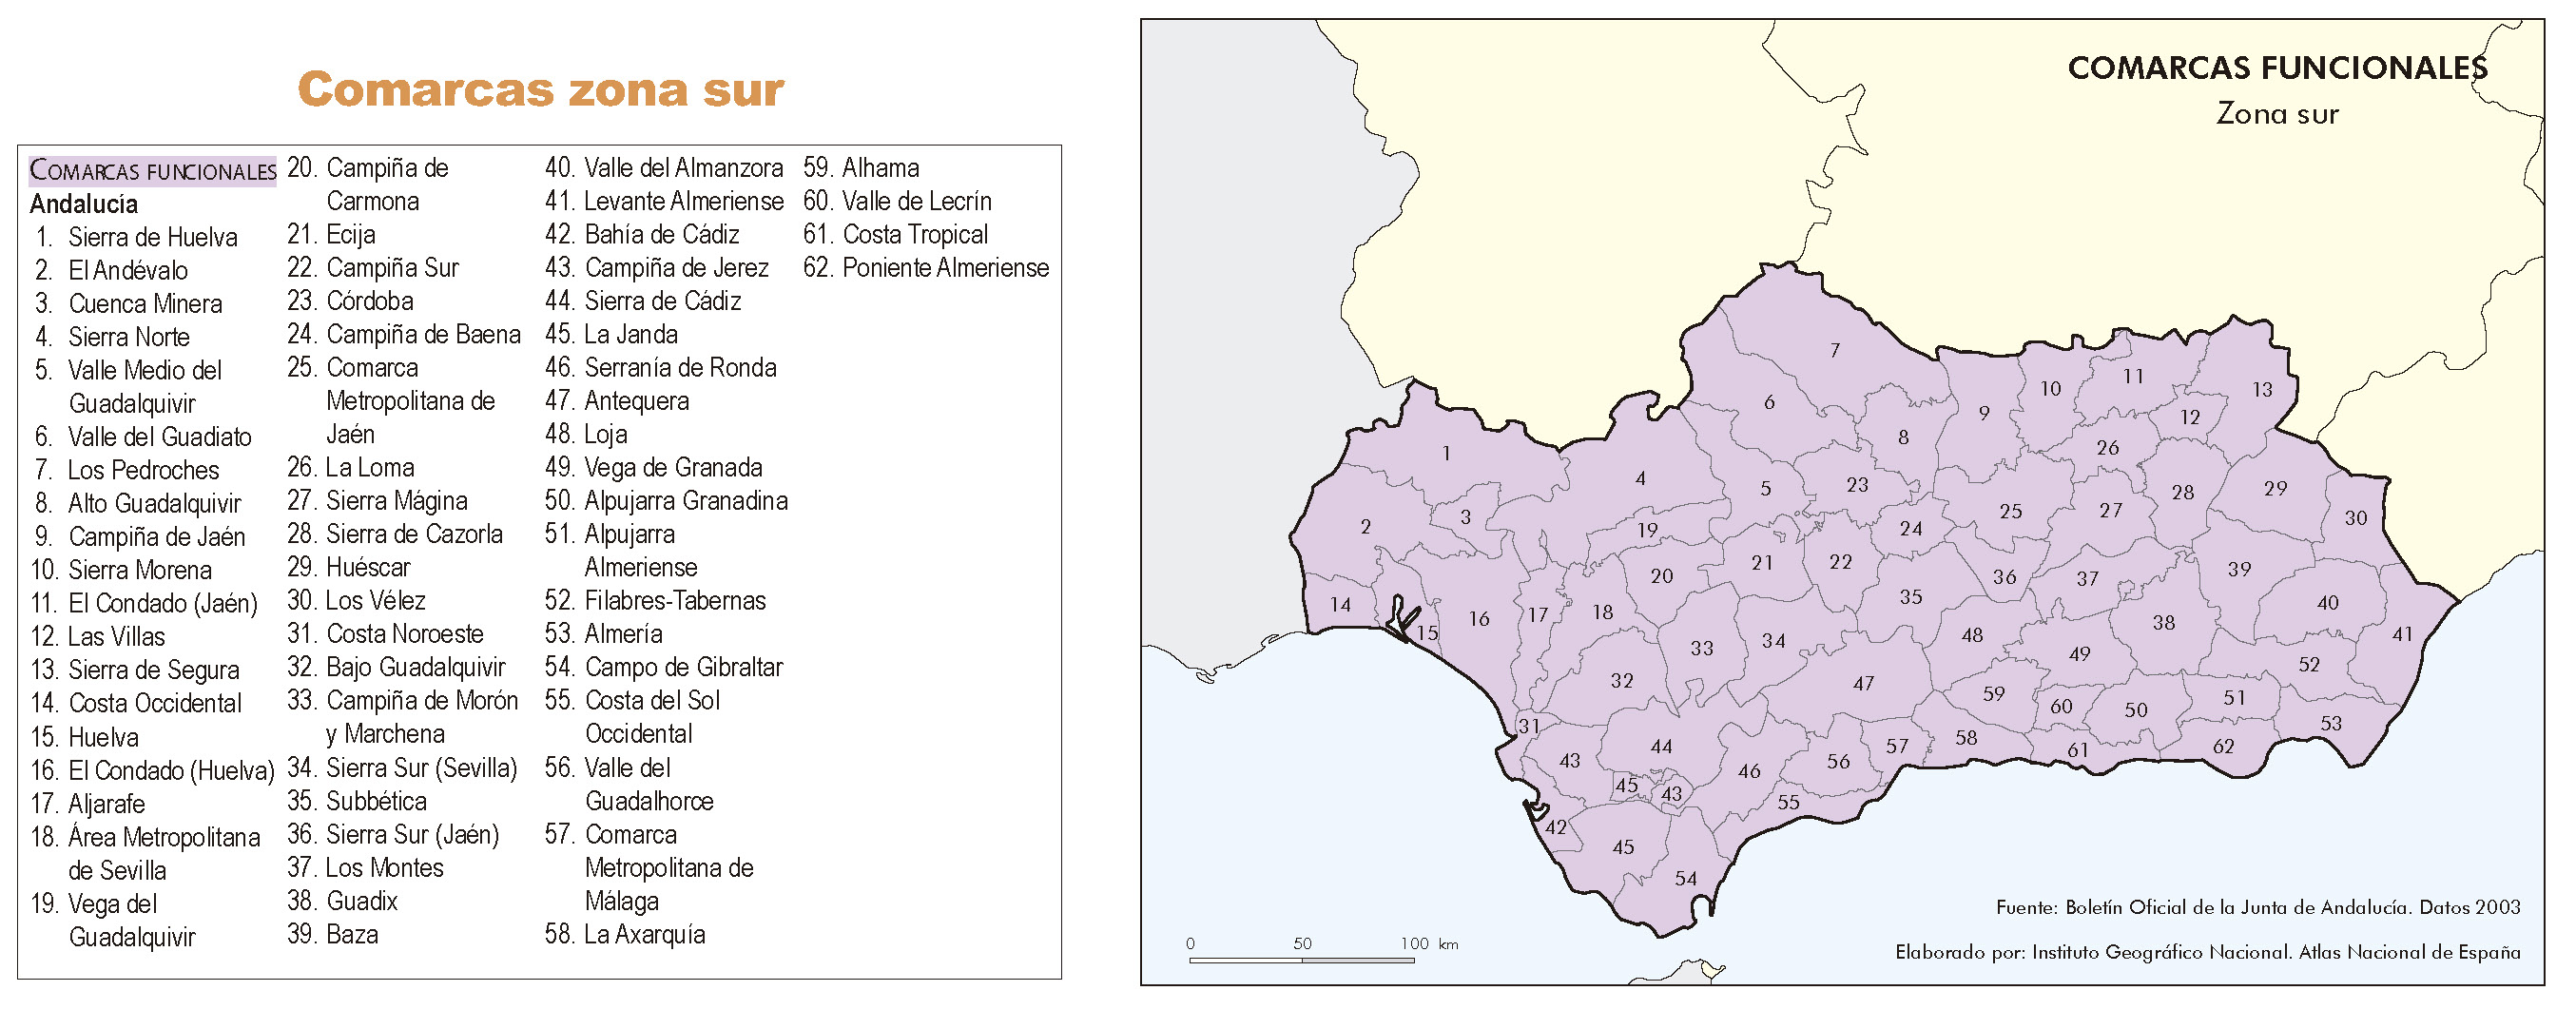 Comarcas zona sur
COMARCAS FUNCIONALES
Andalucía
1. Sierra de Huelva
2. El Andévalo
3. Cuenca Minera
4. Sierra Norte
5. Valle Medio del
Guadalquivir
6. Valle del Guadiato
7. Los Pedroches
8. Alto Guadalquivir
9. Campiña de Jaén
10. Sierra Morena
11. El Condado (Jaén)
12. Las Villas
13. Sierra de Segura
14. Costa Occidental
15. Huelva
16. El Condado (Huelva)
17. Aljarafe
18. Área Metropolitana
de Sevilla
19. Vega del
Guadalquivir
20. Campiña de
Carmona
21. Ecija
22. Campiña Sur
23. Córdoba
24. Campiña de Baena
25. Comarca
Metropolitana de
Jaén
26. La Loma
27. Sierra Mágina
28. Sierra de Cazorla
29. Huéscar
30. Los Vélez
31. Costa Noroeste
32. Bajo Guadalquivir
33. Campiña de Morón
y Marchena
34. Sierra Sur (Sevilla)
35. Subbética
36. Sierra Sur (Jaén)
37. Los Montes
38. Guadix
39. Baza
40. Valle del Almanzora
41. Levante Almeriense
42. Bahía de Cádiz
43. Campiña de Jerez
44. Sierra de Cádiz
45. La Janda
46. Serranía de Ronda
47. Antequera
48. Loja
49. Vega de Granada
50. Alpujarra Granadina
51. Alpujarra
Almeriense
52. Filabres-Tabernas
53. Almería
54. Campo de Gibraltar
55. Costa del Sol
Occidental
56. Valle del
Guadalhorce
57. Comarca
Metropolitana de
Málaga
58. La Axarquía
59. Alhama
60. Valle de Lecrín
61. Costa Tropical
62. Poniente Almeriense
COMARCAS FUNCIONALES
Zona sur
7
11
10
13
6
9
12
8
26
1
4
5
23
28
29
3
2
25
27
30
19
24
21
22
20
36
37
39
14
15
16
17
18
35
40
33
34
48
38
41
49
52
32
47
59
60
50
51
53
31
43
44
57
58
61
62
46
56
45
43
55
42
45
54
Fuente: Boletín Oficial de la Junta de Andalucía. Datos 2003
0 50 100 km
Elaborado por: Instituto Geográfico Nacional. Atlas Nacional de España